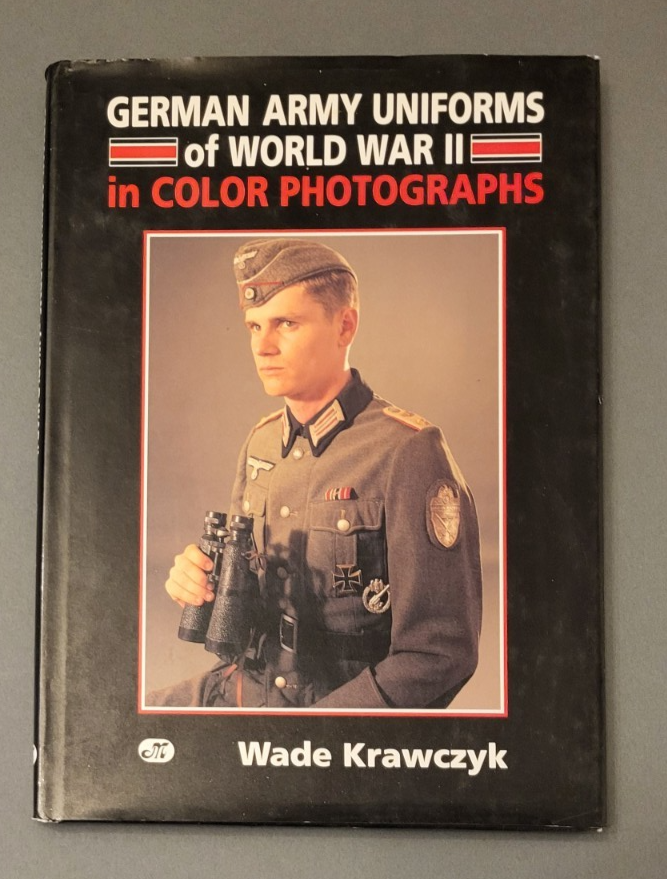 GERMAN ARMY UNIFORMS
of WORLD WAR II
in COLOR PHOTOGRAPHS
M
Wade Krawczyk